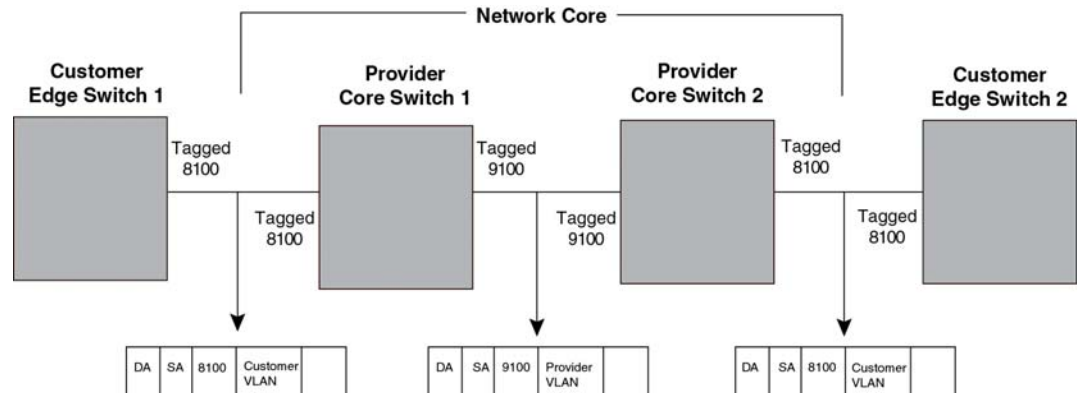 Network Core
Customer
Edge Switch 1
Provider
Core Switch 1
Provider
Core Switch 2
Customer
Edge Switch 2
Tagged
8100
Tagged
8100
Tagged
9100
Tagged
9100
Tagged
8100
Tagged
8100
DA SA 8100 Customer
VLAN
DA SA 9100 Provider
VLAN
DA SA 8100 Customer
VLAN